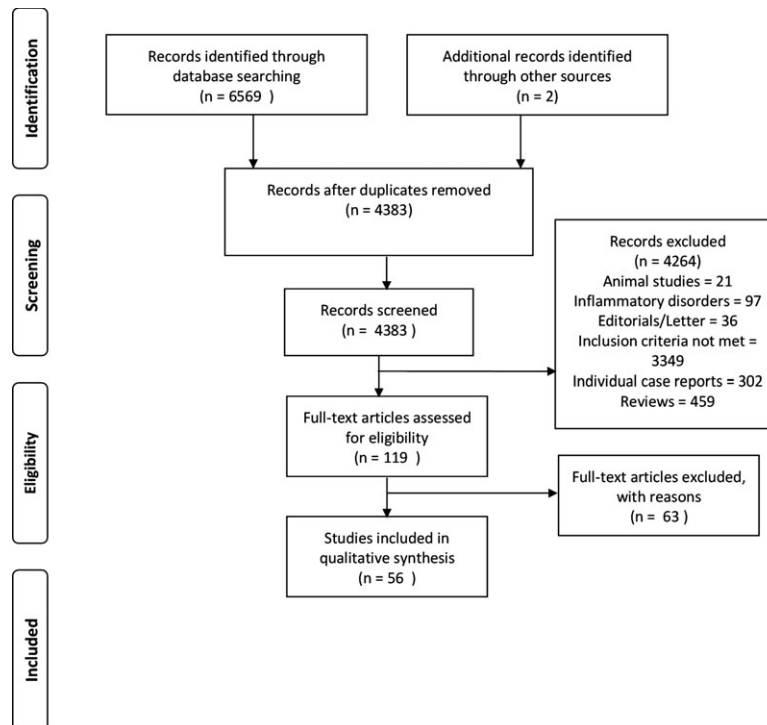 Identification
Records identified through
database searching
(n = 6569 )
Additional records identified
through other sources
(n = 2)
Records after duplicates removed
(n = 4383)
Screening
Records screened
(n = 4383 )
Records excluded
(n = 4264)
Animal studies = 21
Inflammatory disorders = 97
Editorials/Letter = 36
Inclusion criteria not met =
3349
Individual case reports = 302
Reviews = 459
Eligibility
Full-text articles assessed
for eligibility
(n = 119 )
Full-text articles excluded,
with reasons
(n = 63 )
Studies included in
qualitative synthesis
(n = 56 )
Included